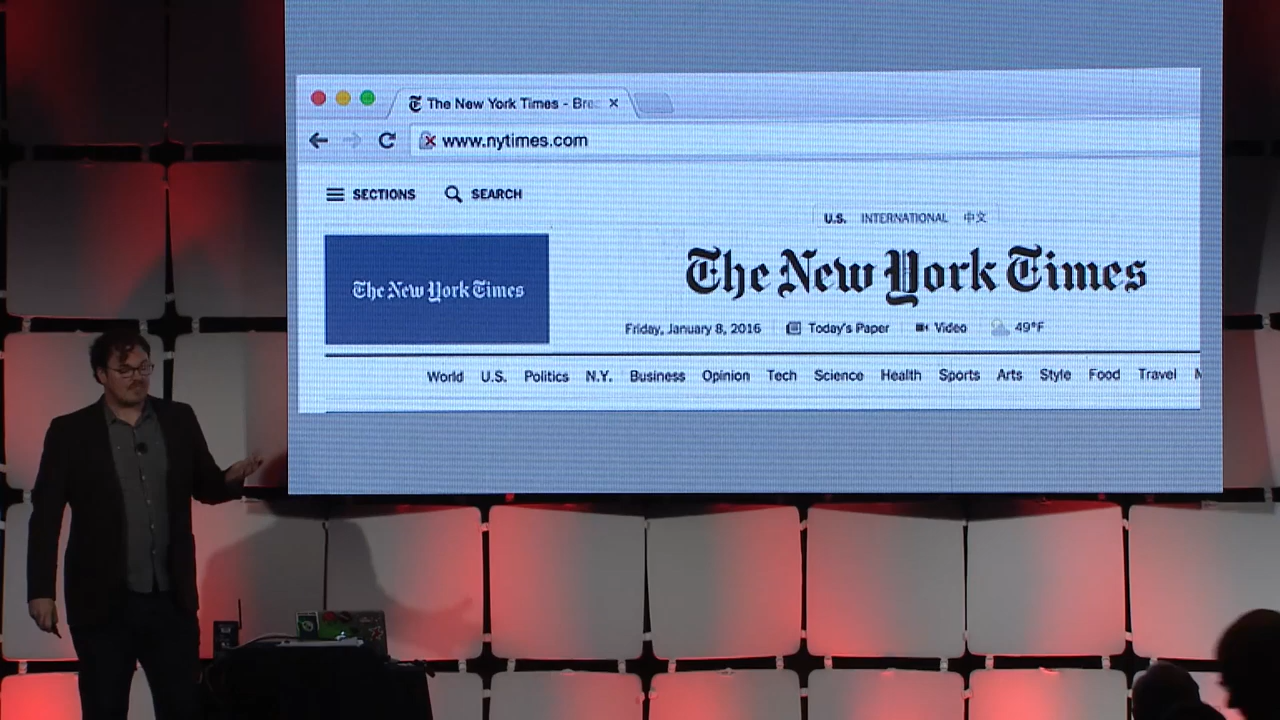 The New York Times - Bre
www.nytimes.com
SECTIONS SEARCH
U.S. INTERNATIONAL 中文
The New York Times
The New York Times
Friday, January 8, 2016 Today's Paper Video 49°F
World U.S. Politics N.Y. Business Opinion Tech Science Health Sports Arts Style Food Travel